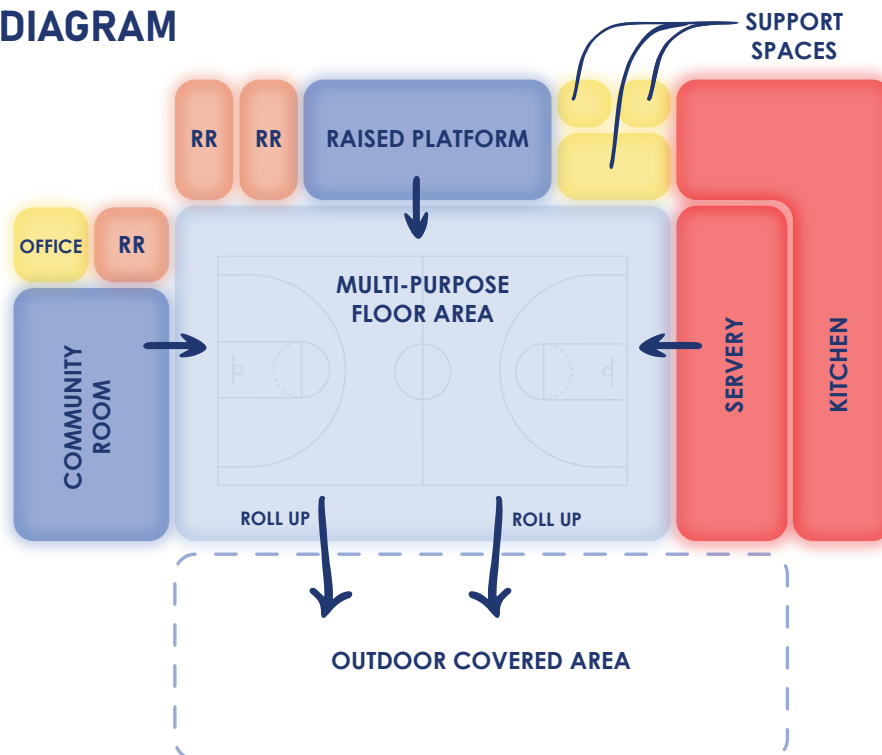 DIAGRAM
SUPPORT
SPACES
RR
RR
RAISED PLATFORM
OFFICE
RR
MULTI-PURPOSE
FLOOR AREA
COMMUNITY
ROOM
SERVERY
KITCHEN
ROLL UP
ROLL UP
OUTDOOR COVERED AREA